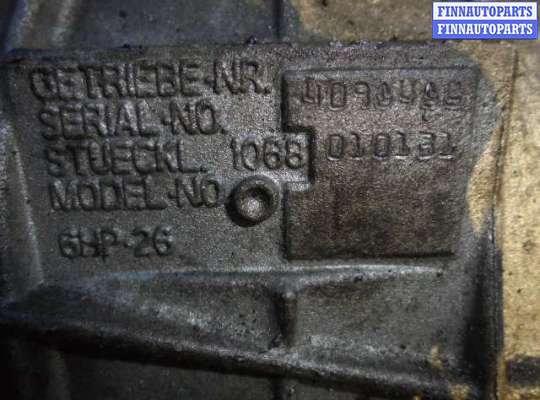 FINNAUTOPARTS
FINNAUTOPARTS
GETRIEBE-NR.
SERIAL-NO.
STUECKL. 1068 010131
MODEL-NO.
6HP-26